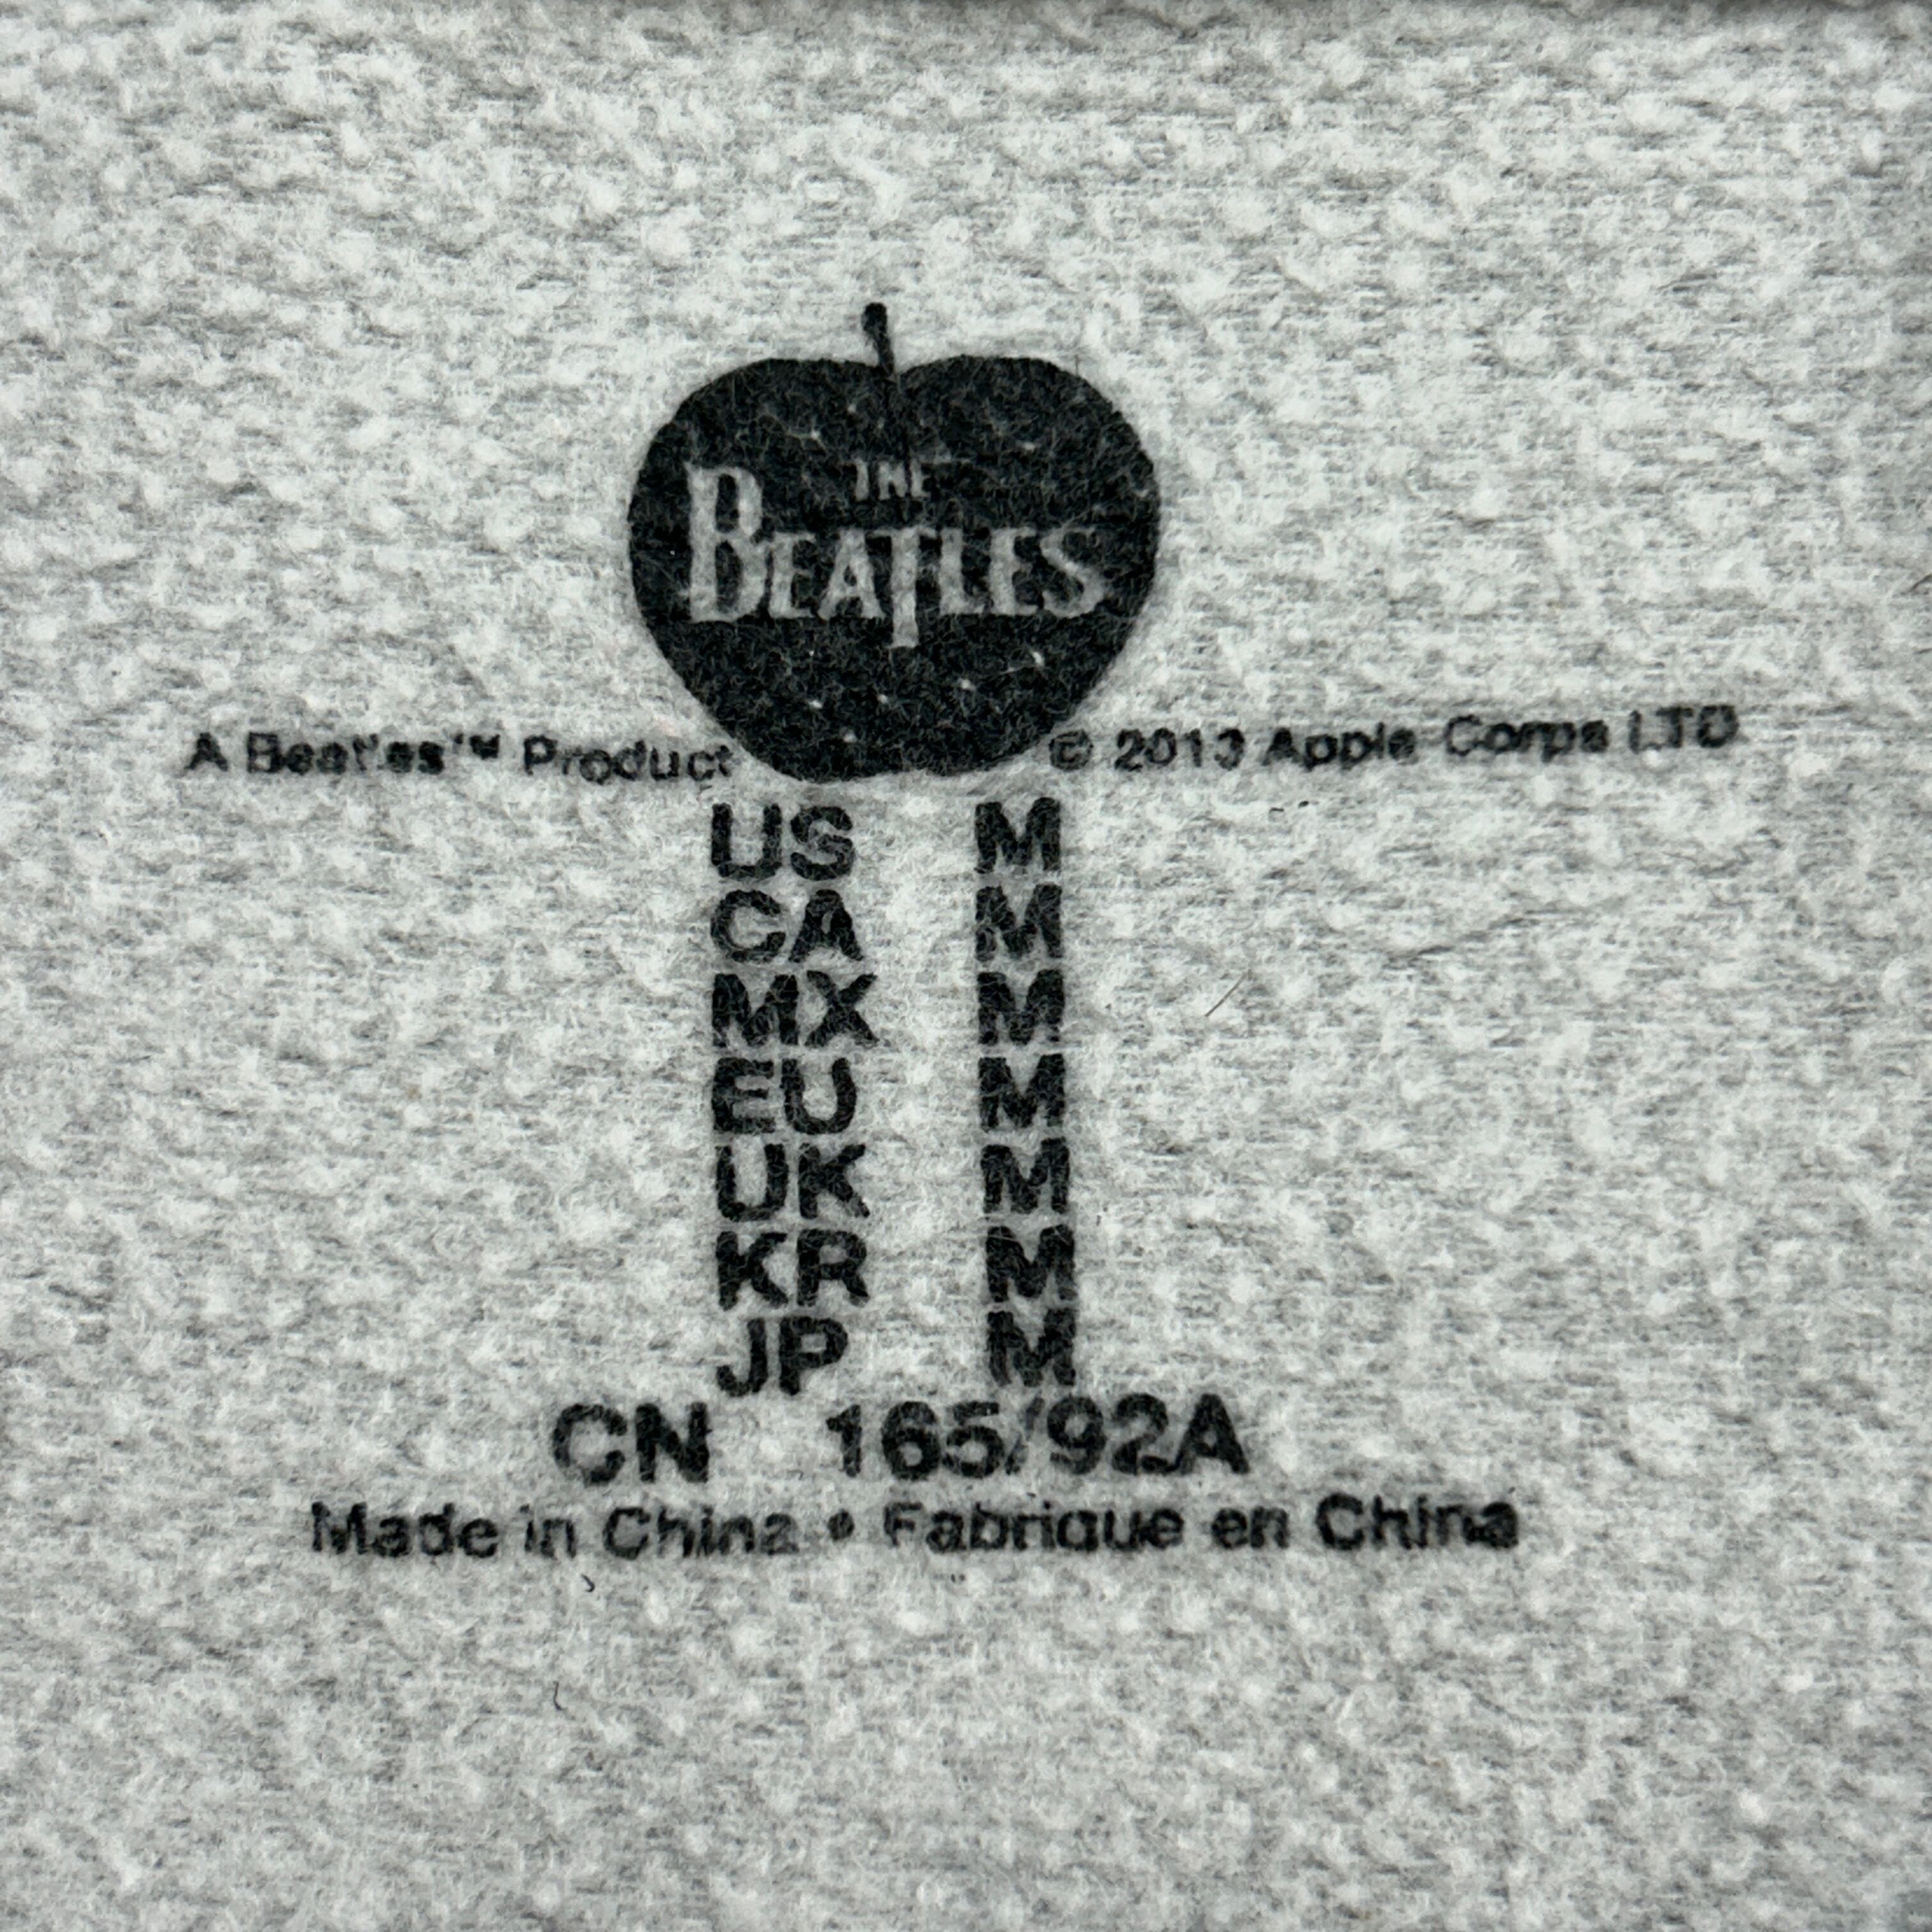 THE
BEATLES
A Beatles™ Product © 2013 Apple Corps LTD
US M
CA M
MX M
EU M
UK M
KR M
JP M
CN 165/92A
Made in China • Fabrique en China